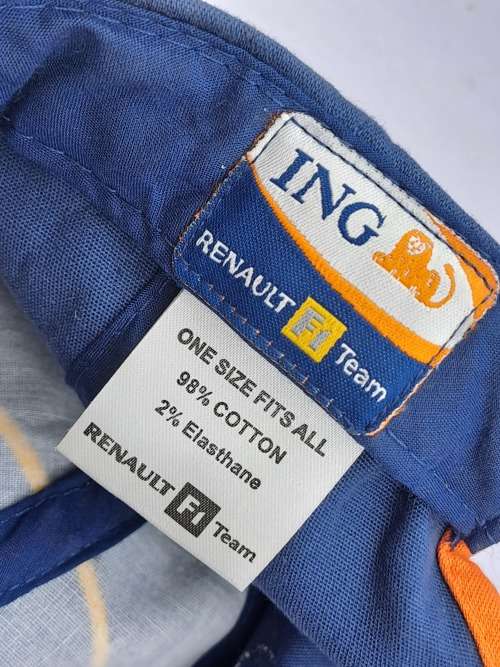 ING
RENAULT F1 Team
ONE SIZE FITS ALL
98% COTTON
2% Elasthane
RENAULT F1 Team